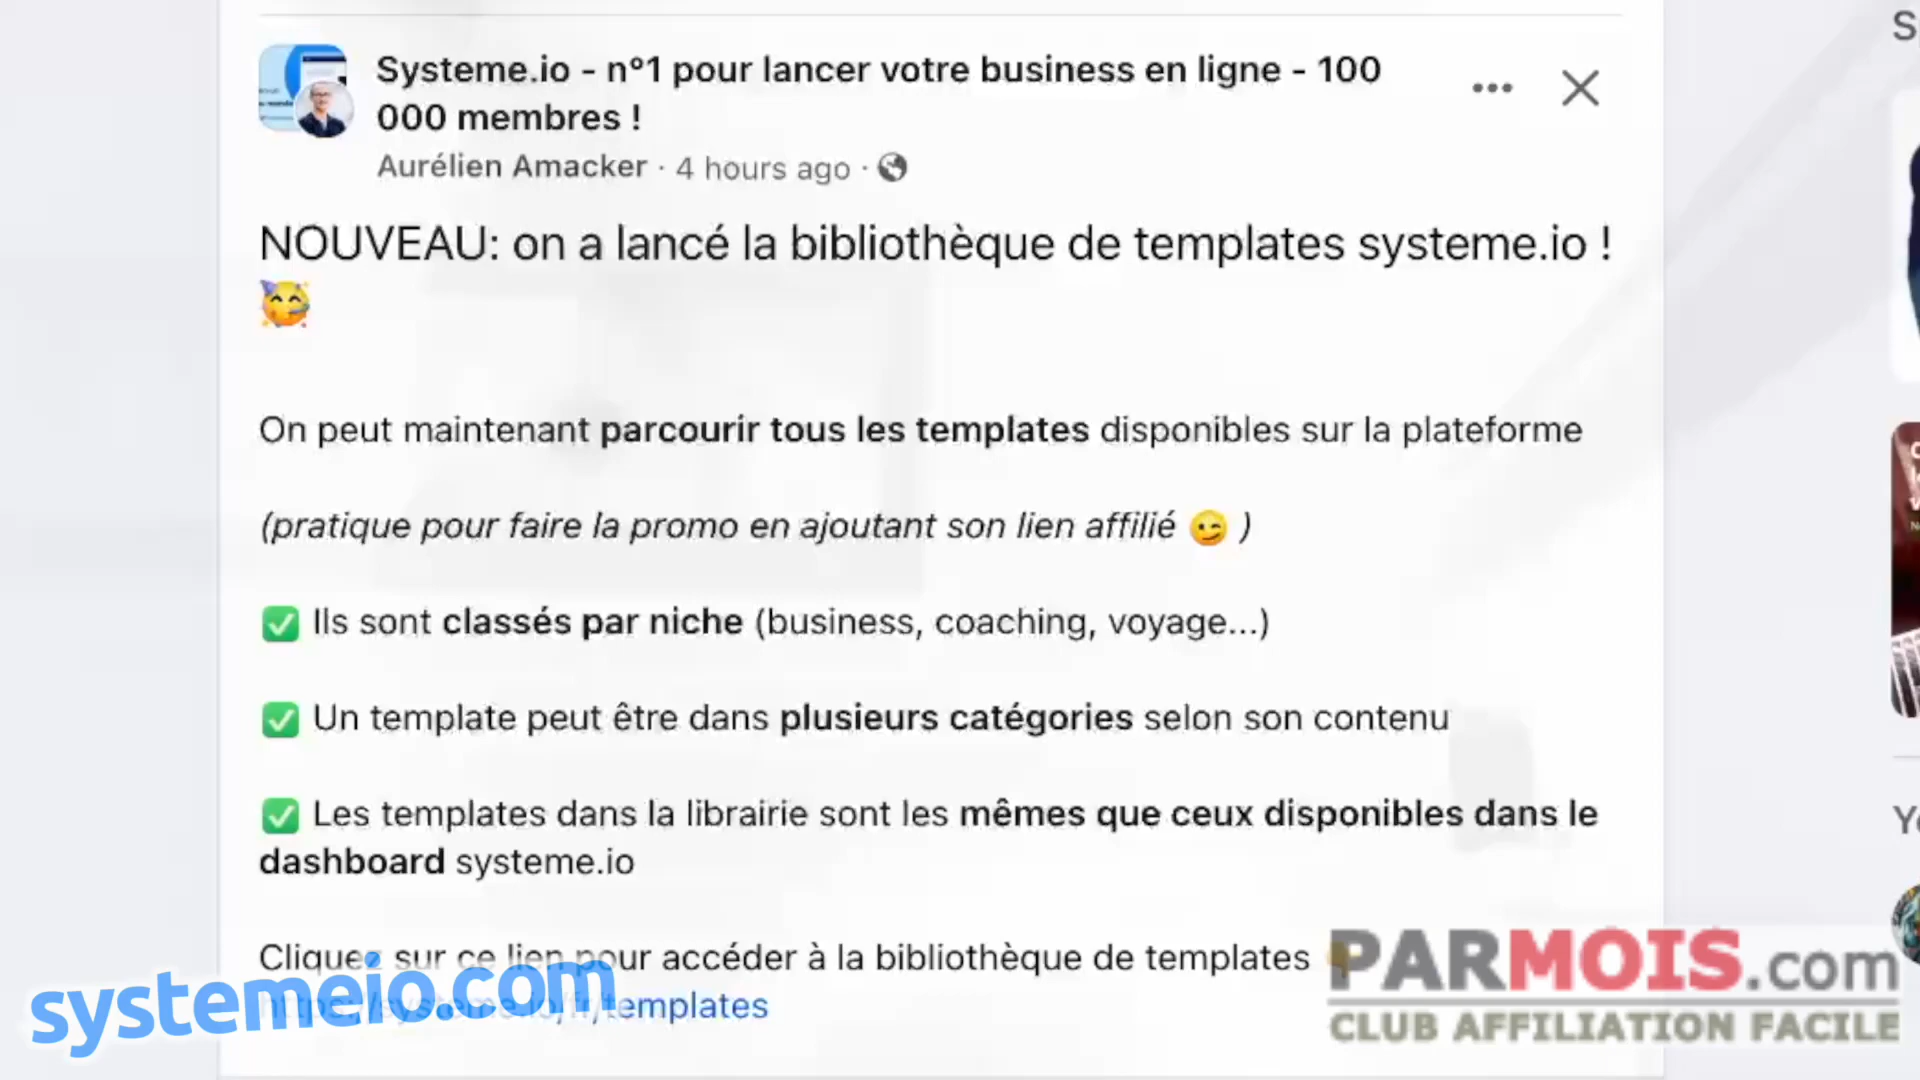 Systeme.io - n°1 pour lancer votre business en ligne - 100
000 membres !
Aurélien Amacker · 4 hours ago ·
NOUVEAU: on a lancé la bibliothèque de templates systeme.io !
🥳
On peut maintenant parcourir tous les templates disponibles sur la plateforme
(pratique pour faire la promo en ajoutant son lien affilié 😉 )
✅ Ils sont classés par niche (business, coaching, voyage...)
✅ Un template peut être dans plusieurs catégories selon son contenu
✅ Les templates dans la librairie sont les mêmes que ceux disponibles dans le
dashboard systeme.io
Cliquez sur ce lien pour accéder à la bibliothèque de templates
https://systeme.io/fr/templates
systemeio.com
PARMOIS.com
CLUB AFFILIATION FACILE